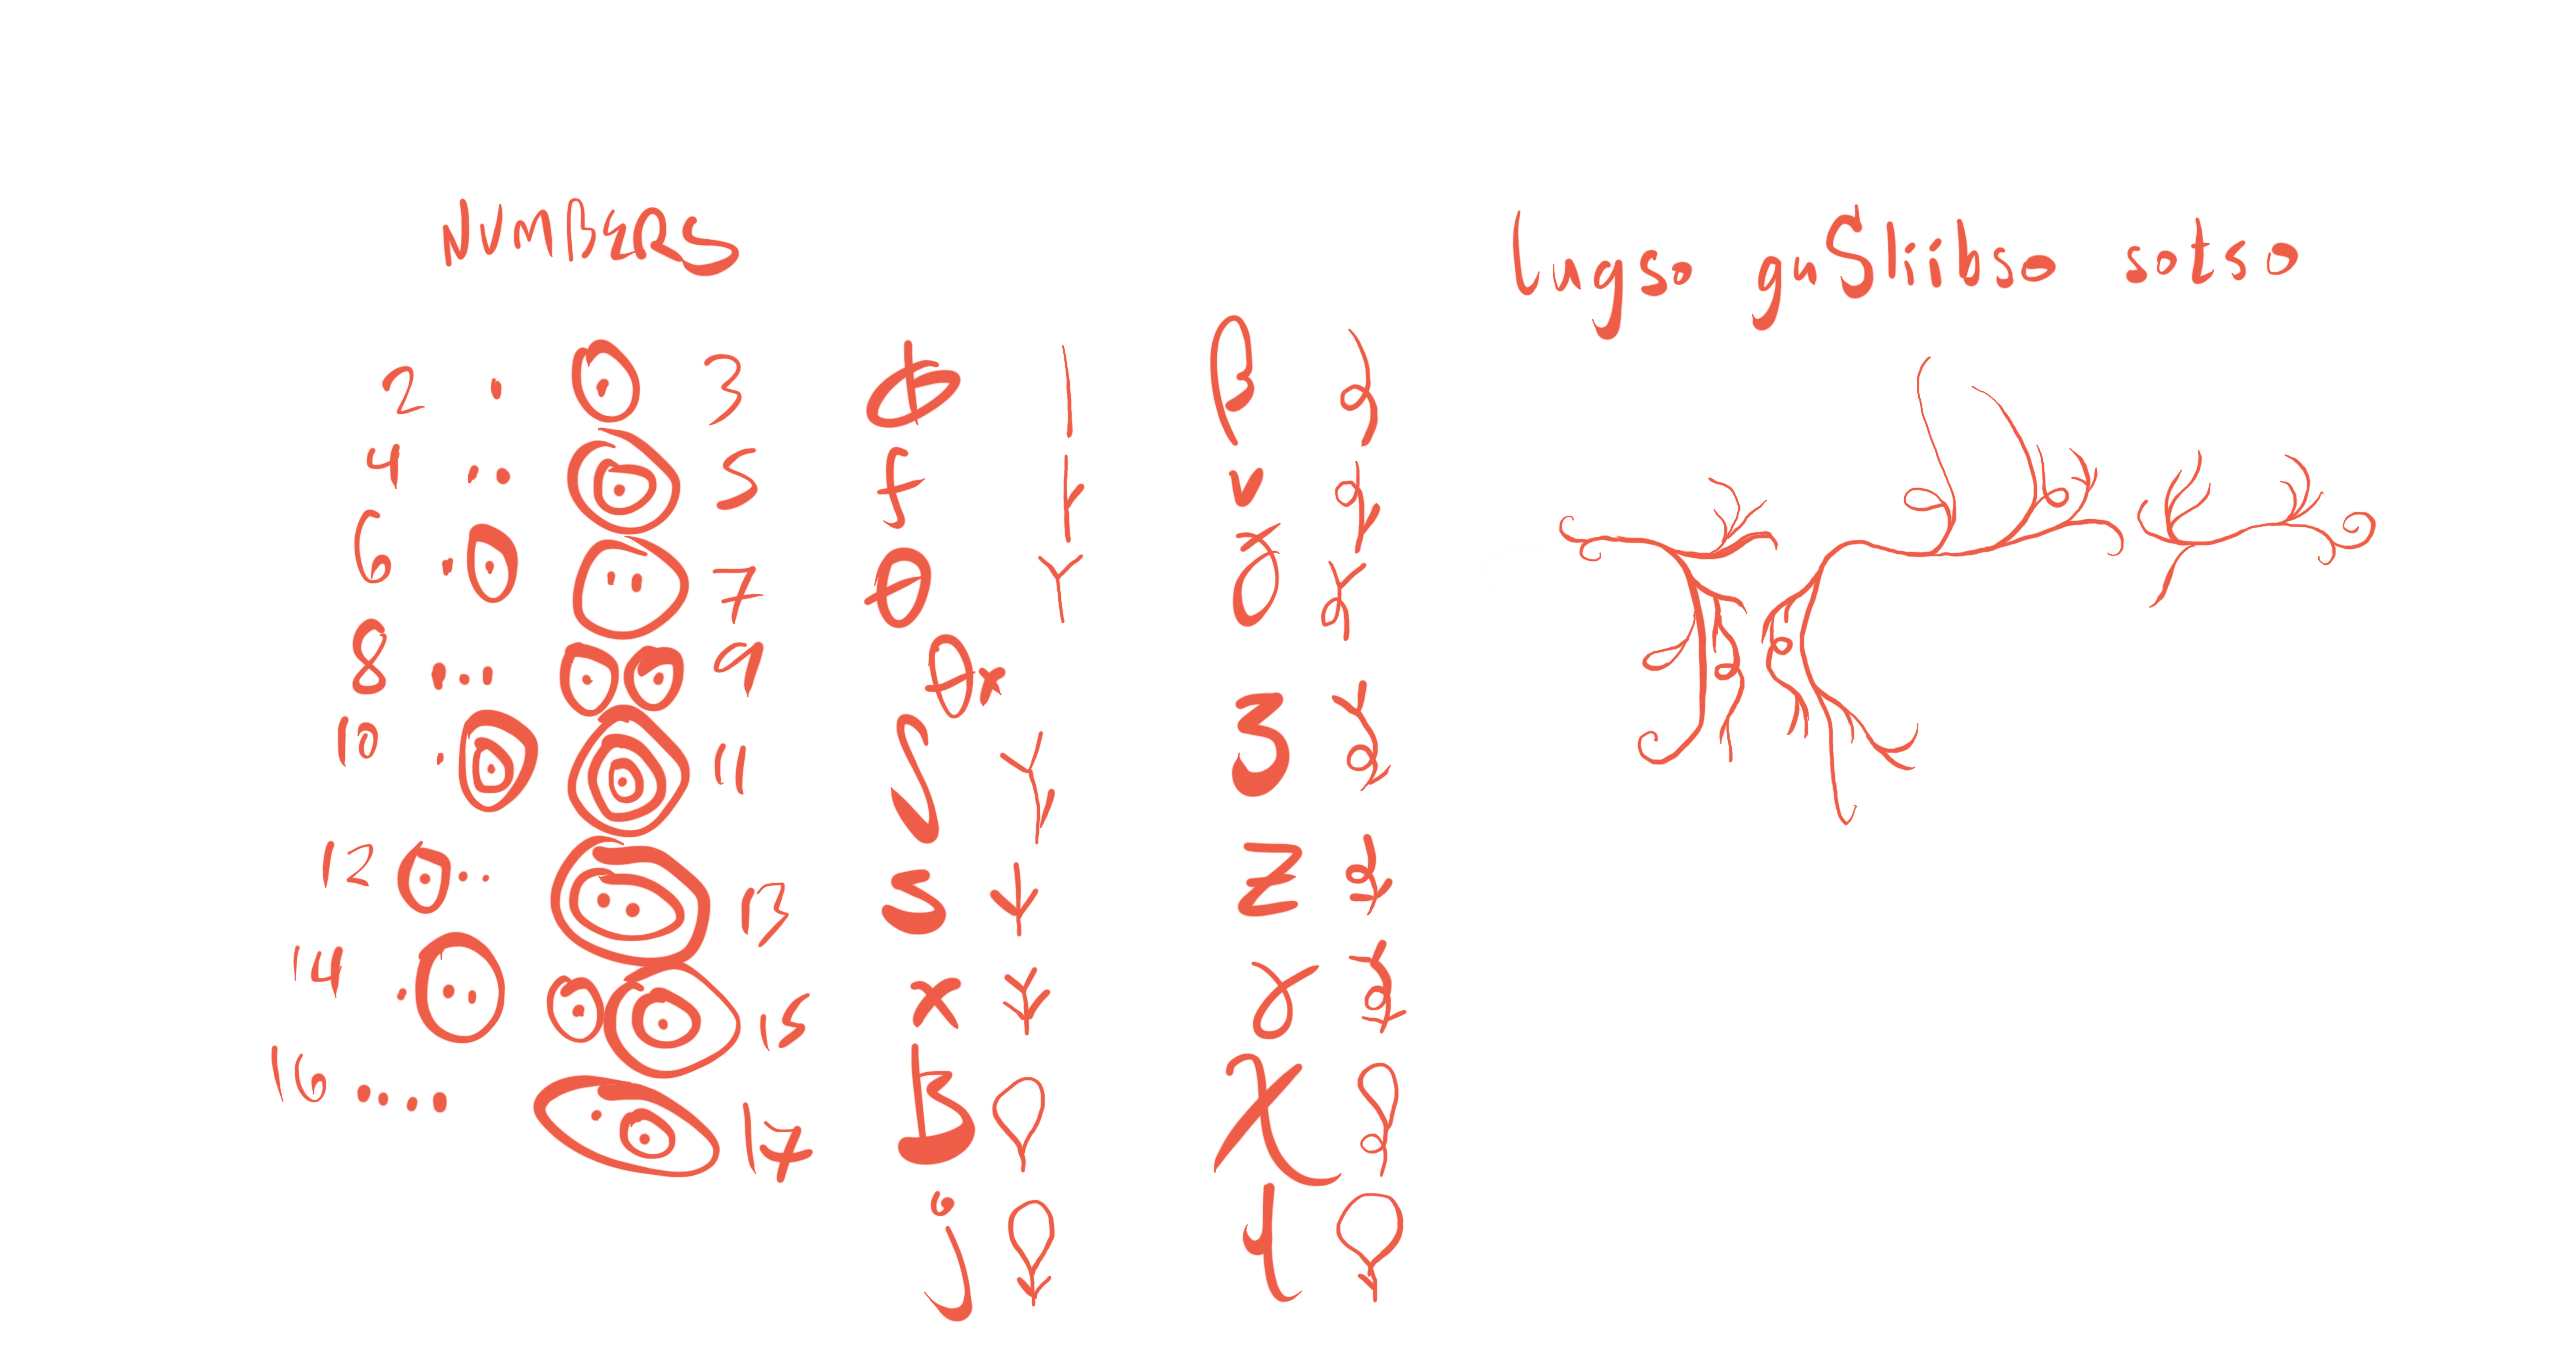 NUMBERS
lugso guSliibso sotso
2 3
4 5
6 7
8 9
10 11
12 13
14 15
16 17
ɸ β
f v
θ ð
θx
ʃ ʒ
s z
x ɣ
B χ
j ɥ